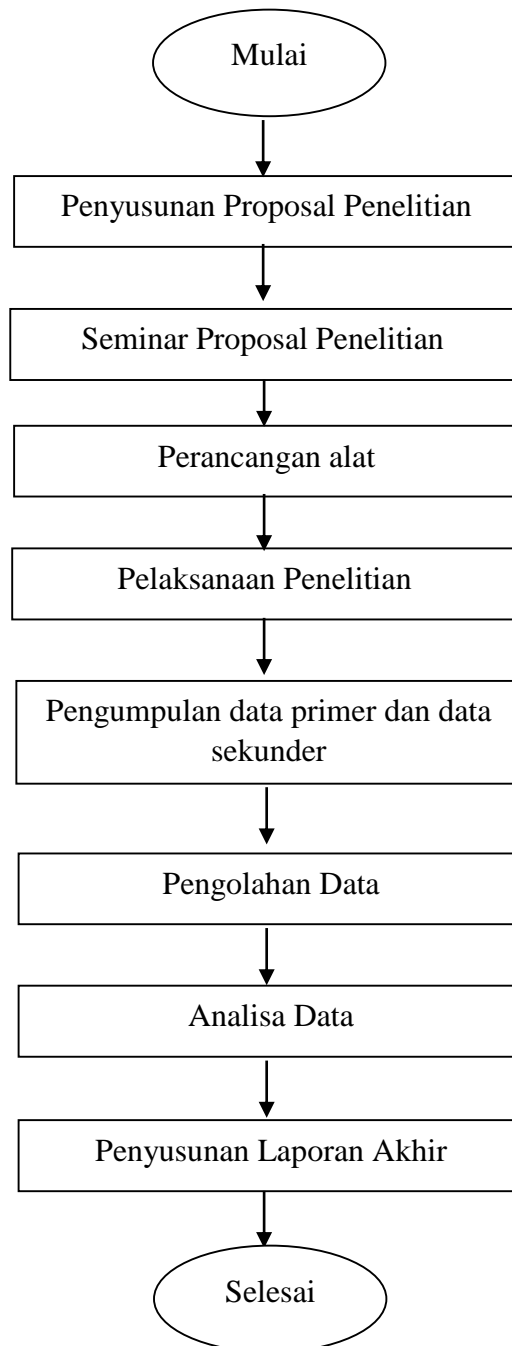 Mulai
Penyusunan Proposal Penelitian
Seminar Proposal Penelitian
Perancangan alat
Pelaksanaan Penelitian
Pengumpulan data primer dan data
sekunder
Pengolahan Data
Analisa Data
Penyusunan Laporan Akhir
Selesai